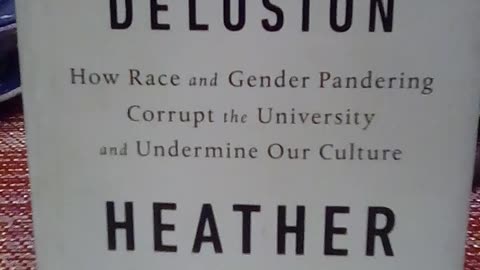 DELUSION
How Race and Gender Pandering
Corrupt the University
and Undermine Our Culture
HEATHER